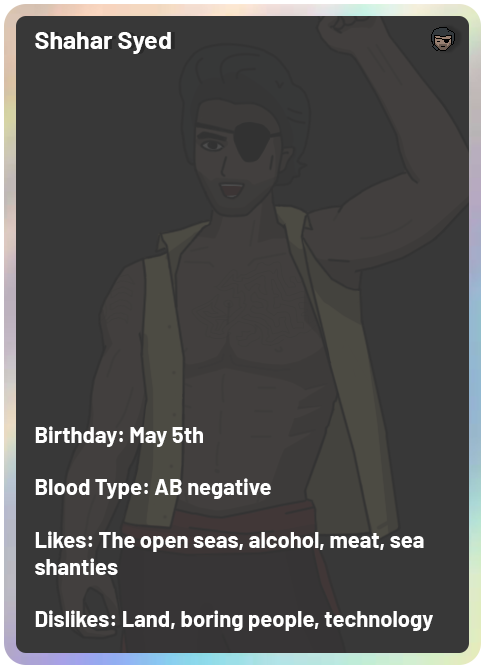 Shahar Syed
Birthday: May 5th
Blood Type: AB negative
Likes: The open seas, alcohol, meat, sea
shanties
Dislikes: Land, boring people, technology